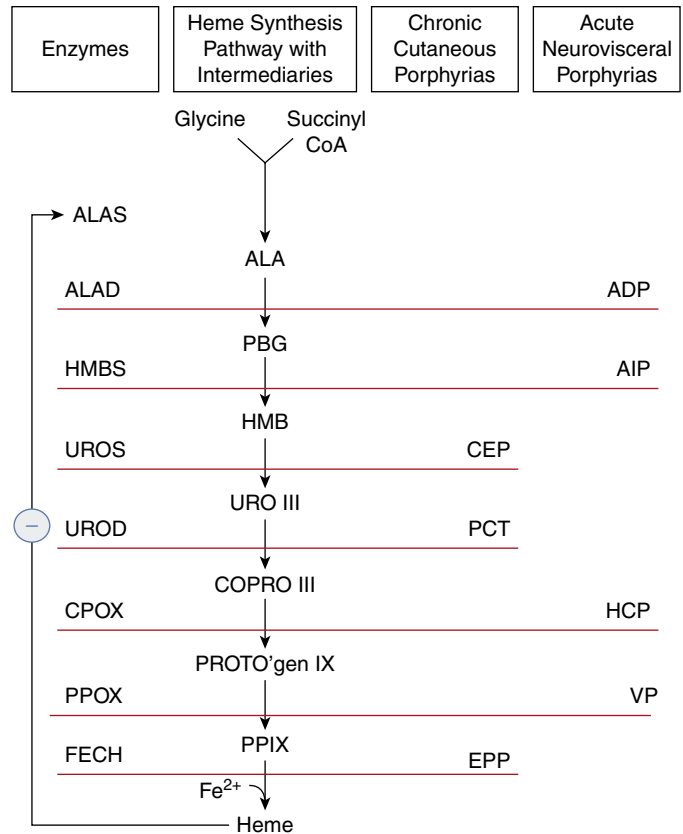 Enzymes
Heme Synthesis
Pathway with
Intermediaries
Chronic
Cutaneous
Porphyrias
Acute
Neurovisceral
Porphyrias
Glycine
Succinyl
CoA
ALAS
ALA
ALAD
ADP
PBG
HMBS
AIP
HMB
UROS
CEP
URO III
−
UROD
PCT
COPRO III
CPOX
HCP
PROTO’gen IX
PPOX
VP
PPIX
FECH
EPP
Fe²⁺
Heme